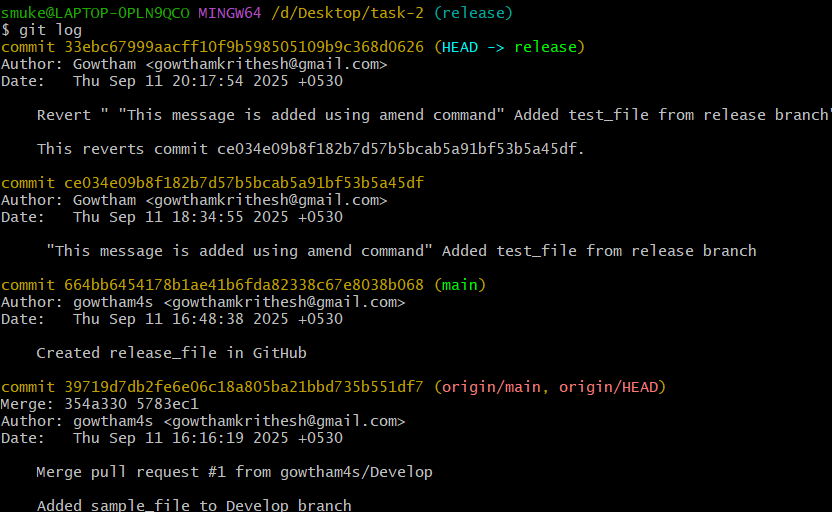 smuke@LAPTOP-0PLN9QCO MINGW64 /d/Desktop/task-2 (release)
$ git log
commit 33ebc67999aacff10f9b598505109b9c368d0626 (HEAD -> release)
Author: Gowtham <gowthamkrithesh@gmail.com>
Date:   Thu Sep 11 20:17:54 2025 +0530
Revert " "This message is added using amend command" Added test_file from release branch"
This reverts commit ce034e09b8f182b7d57b5bcab5a91bf53b5a45df.
commit ce034e09b8f182b7d57b5bcab5a91bf53b5a45df
Author: Gowtham <gowthamkrithesh@gmail.com>
Date:   Thu Sep 11 18:34:55 2025 +0530
"This message is added using amend command" Added test_file from release branch
commit 664bb6454178b1ae41b6fda82338c67e8038b068 (main)
Author: gowtham4s <gowthamkrithesh@gmail.com>
Date:   Thu Sep 11 16:48:38 2025 +0530
Created release_file in GitHub
commit 39719d7db2fe6e06c18a805ba21bbd735b551df7 (origin/main, origin/HEAD)
Merge: 354a330 5783ec1
Author: gowtham4s <gowthamkrithesh@gmail.com>
Date:   Thu Sep 11 16:16:19 2025 +0530
Merge pull request #1 from gowtham4s/Develop
Added sample_file to Develop branch